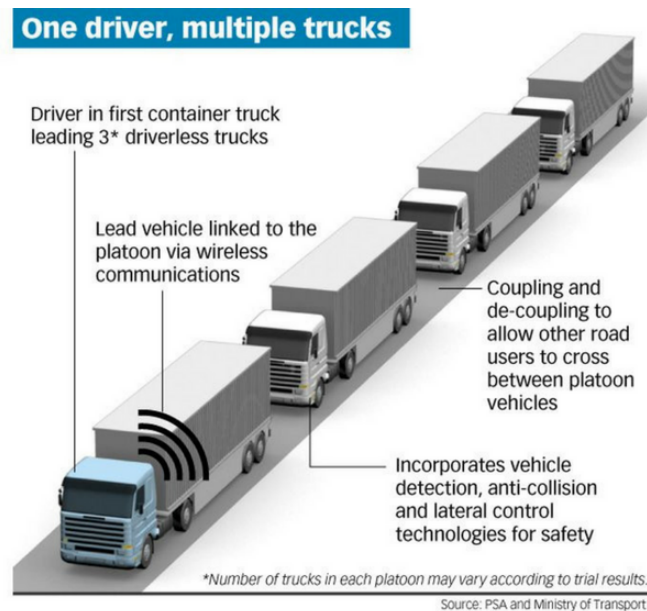 One driver, multiple trucks
Driver in first container truck
leading 3* driverless trucks
Lead vehicle linked to the
platoon via wireless
communications
Coupling and
de-coupling to
allow other road
users to cross
between platoon
vehicles
Incorporates vehicle
detection, anti-collision
and lateral control
technologies for safety
*Number of trucks in each platoon may vary according to trial results.
Source: PSA and Ministry of Transport